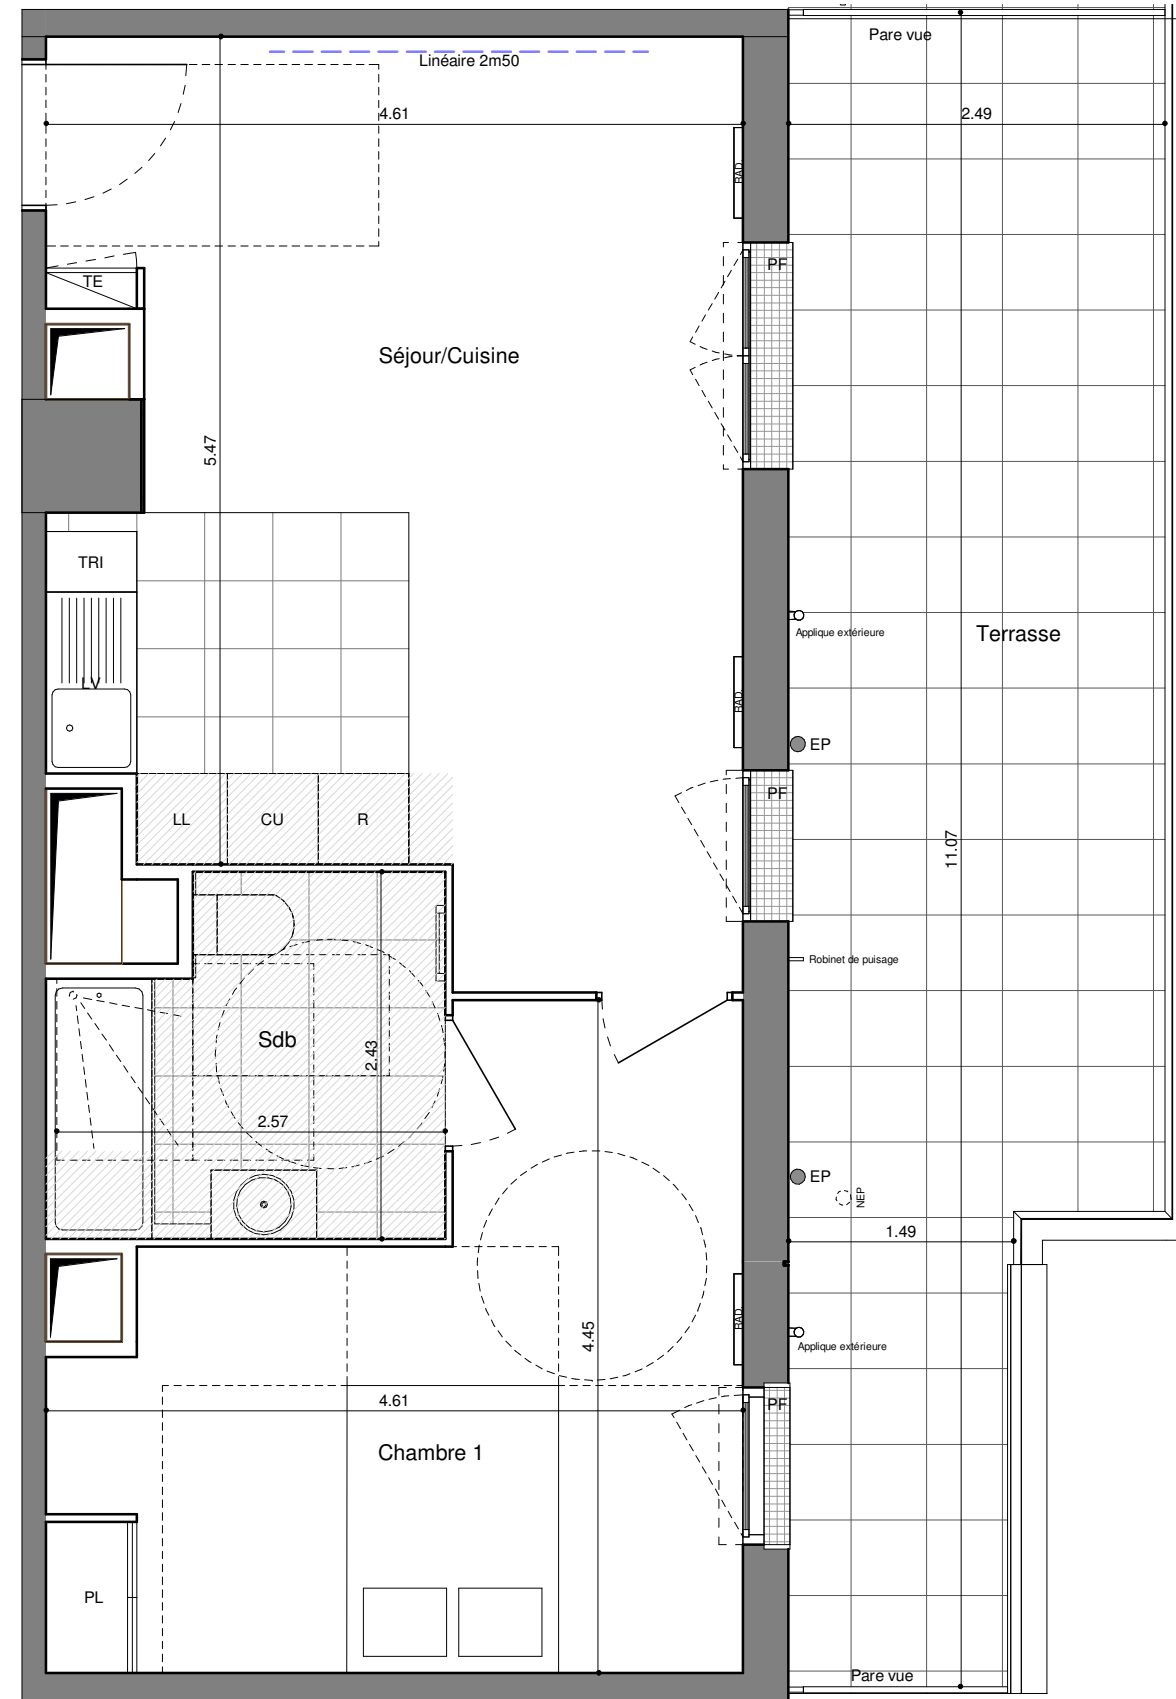 Pare vue
Linéaire 2m50
4.61
2.49
RAD.
PF
TE
Séjour/Cuisine
5.47
TRI
Applique extérieure
Terrasse
LV
RAD.
EP
PF
LL
CU
R
11.07
Robinet de puisage
Sdb
2.43
2.57
EP
NEP
1.49
RAD.
4.45
Applique extérieure
4.61
PF
Chambre 1
PL
Pare vue